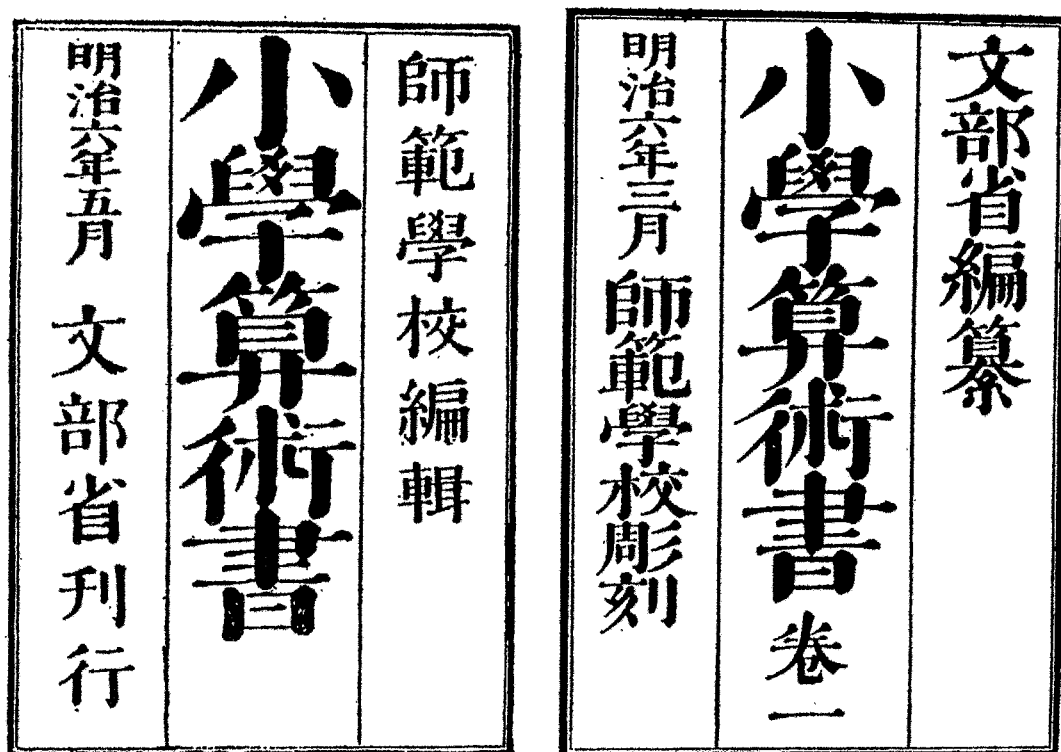 文部省編纂
小學算術書 卷一
明治六年三月 師範學校彫刻
師範學校編輯
小學算術書
明治六年五月 文部省刊行